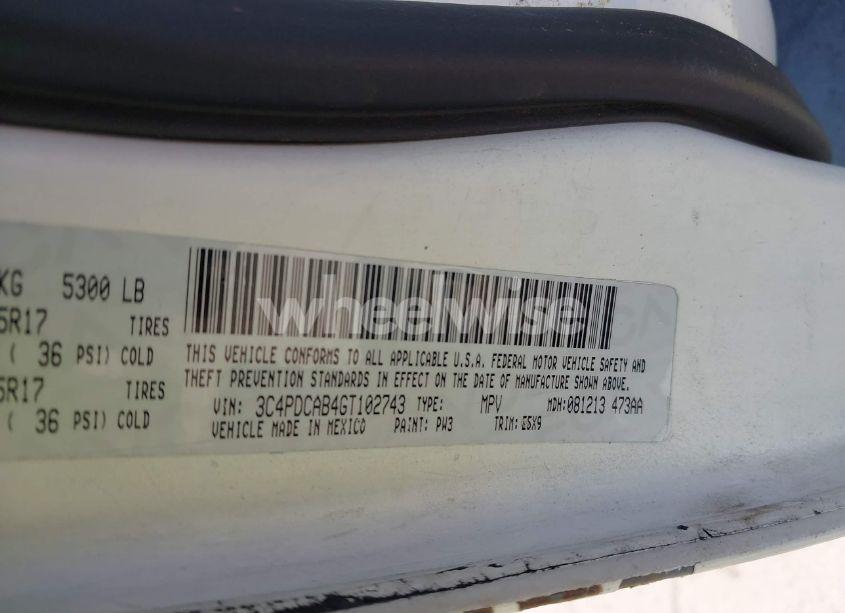 KG 5300 LB
5R17 TIRES
( 36 PSI) COLD
5R17 TIRES
( 36 PSI) COLD
wheelwise
THIS VEHICLE CONFORMS TO ALL APPLICABLE U.S.A. FEDERAL MOTOR VEHICLE SAFETY AND
THEFT PREVENTION STANDARDS IN EFFECT ON THE DATE OF MANUFACTURE SHOWN ABOVE.
VIN: 3C4PDCAB4GT102743 TYPE: MPV MDH:081213 473AA
VEHICLE MADE IN MEXICO PAINT: PW3 TRIM: E5X9